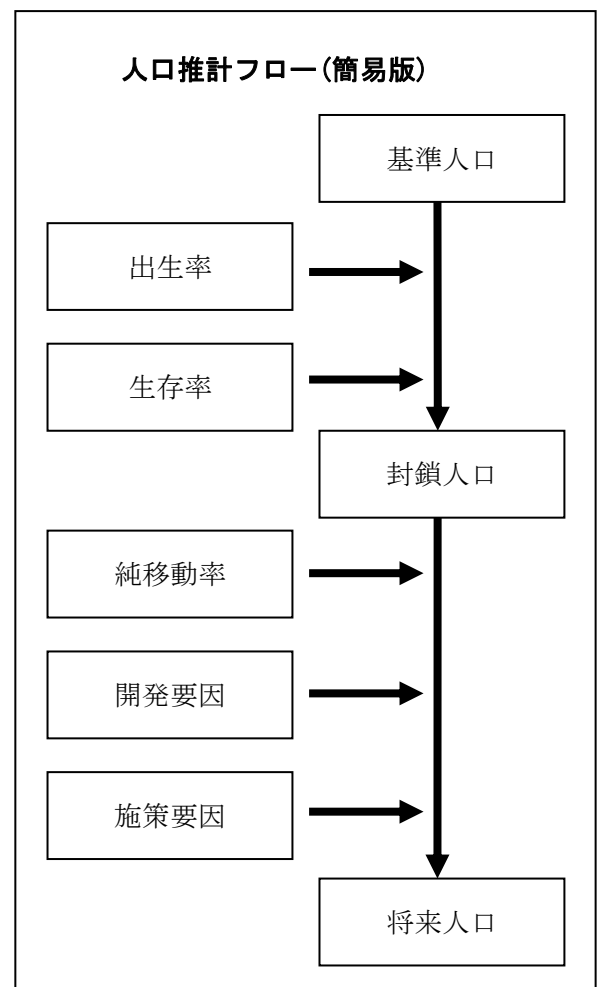 人口推計フロー(簡易版)
基準人口
出生率
生存率
封鎖人口
純移動率
開発要因
施策要因
将来人口